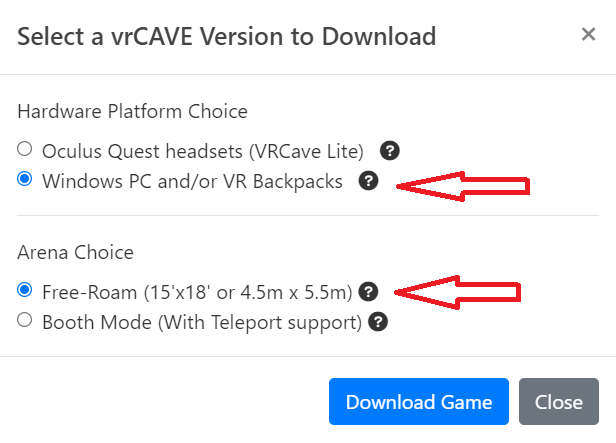 Select a vrCAVE Version to Download
×
Hardware Platform Choice
Oculus Quest headsets (VRCave Lite) ?
Windows PC and/or VR Backpacks ?
Arena Choice
Free-Roam (15'x18' or 4.5m x 5.5m) ?
Booth Mode (With Teleport support) ?
Download Game Close